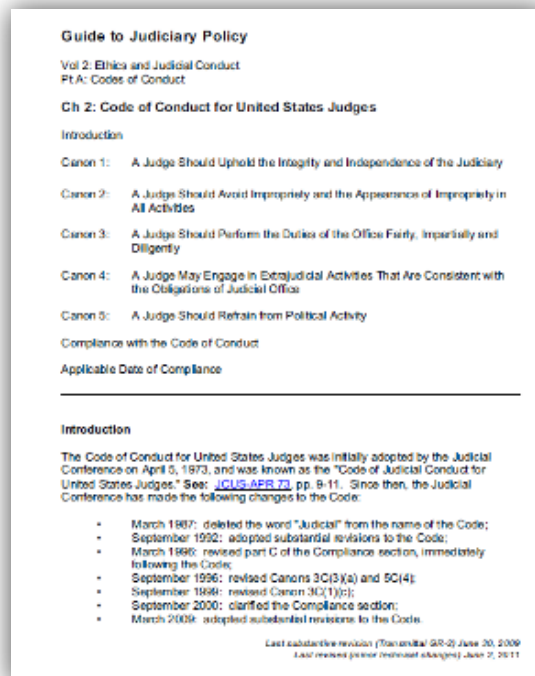 Guide to Judiciary Policy
Vol 2: Ethics and Judicial Conduct
Pt A: Codes of Conduct
Ch 2: Code of Conduct for United States Judges
Introduction
Canon 1: A Judge Should Uphold the Integrity and Independence of the Judiciary
Canon 2: A Judge Should Avoid Impropriety and the Appearance of Impropriety in
All Activities
Canon 3: A Judge Should Perform the Duties of the Office Fairly, Impartially and
Diligently
Canon 4: A Judge May Engage in Extrajudicial Activities That Are Consistent with
the Obligations of Judicial Office
Canon 5: A Judge Should Refrain from Political Activity
Compliance with the Code of Conduct
Applicable Date of Compliance
Introduction
The Code of Conduct for United States Judges was initially adopted by the Judicial
Conference on April 5, 1973, and was known as the "Code of Judicial Conduct for
United States Judges." See: JCUS-APR 73, pp. 9-11. Since then, the Judicial
Conference has made the following changes to the Code:
• March 1987: deleted the word "Judicial" from the name of the Code;
• September 1992: adopted substantial revisions to the Code;
• March 1996: revised part C of the Compliance section, immediately
following the Code;
• September 1996: revised Canons 3C(3)(a) and 5C(4);
• September 1999: revised Canon 3C(1)(c);
• September 2000: clarified the Compliance section;
• March 2009: adopted substantial revisions to the Code.
Last substantive revision (Transmittal GR-2) June 30, 2009
Last revised (minor technical changes) June 2, 2011